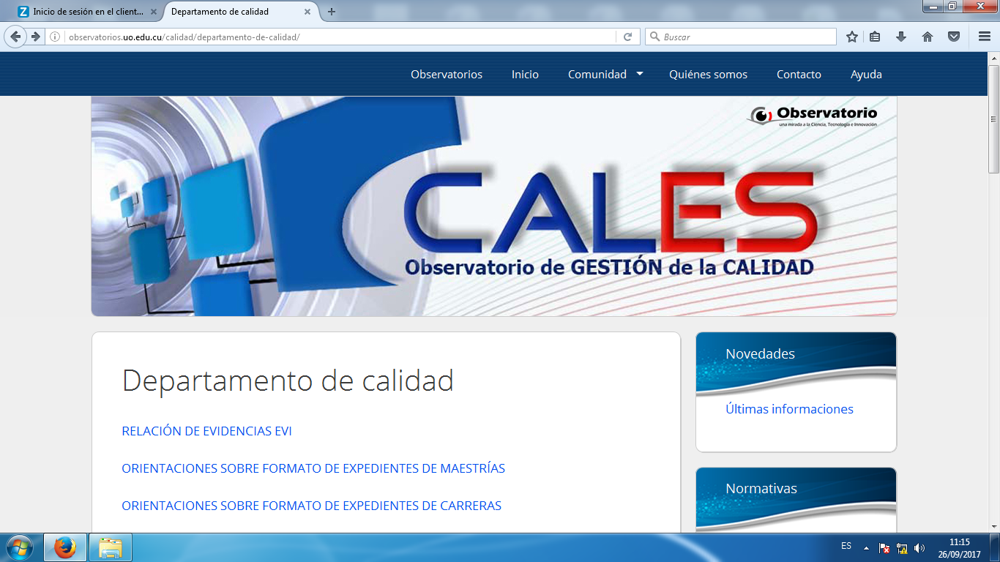 Inicio de sesión en el client...
Departamento de calidad
observatorios.uo.edu.cu/calidad/departamento-de-calidad/
Buscar
Observatorios
Inicio
Comunidad
Quiénes somos
Contacto
Ayuda
Observatorio
una mirada a la Ciencia, Tecnología e Innovación
CALES
Observatorio de GESTIÓN de la CALIDAD
Departamento de calidad
RELACIÓN DE EVIDENCIAS EVI
ORIENTACIONES SOBRE FORMATO DE EXPEDIENTES DE MAESTRÍAS
ORIENTACIONES SOBRE FORMATO DE EXPEDIENTES DE CARRERAS
Novedades
Últimas informaciones
Normativas
ES
11:15
26/09/2017